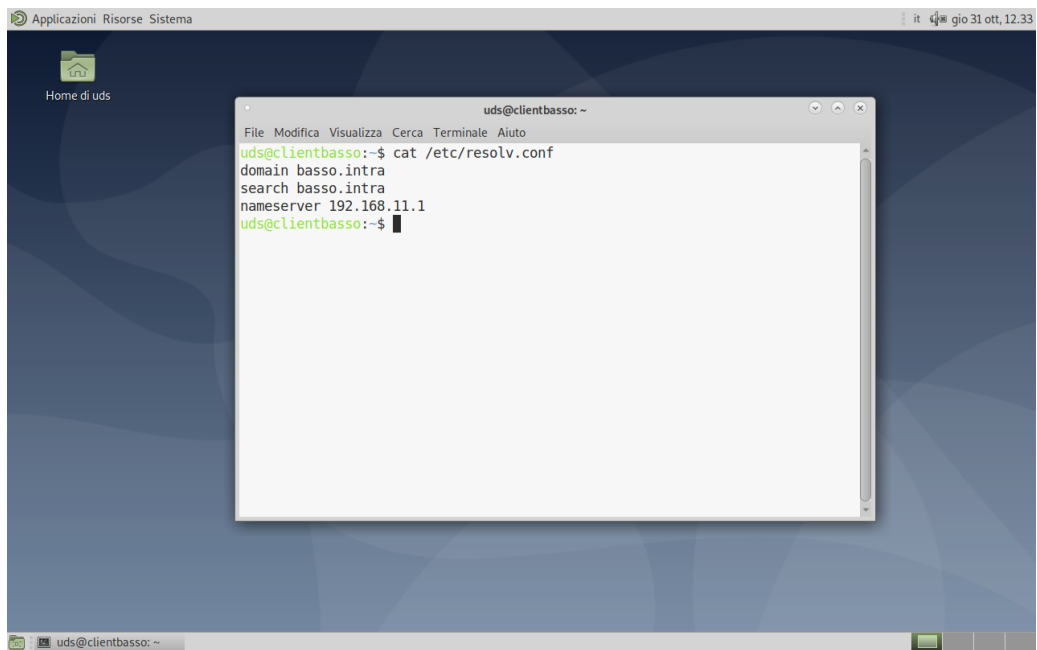 Applicazioni Risorse Sistema
it gio 31 ott, 12.33
Home di uds
uds@clientbasso: ~
File Modifica Visualizza Cerca Terminale Aiuto
uds@clientbasso:~$ cat /etc/resolv.conf
domain basso.intra
search basso.intra
nameserver 192.168.11.1
uds@clientbasso:~$
uds@clientbasso: ~